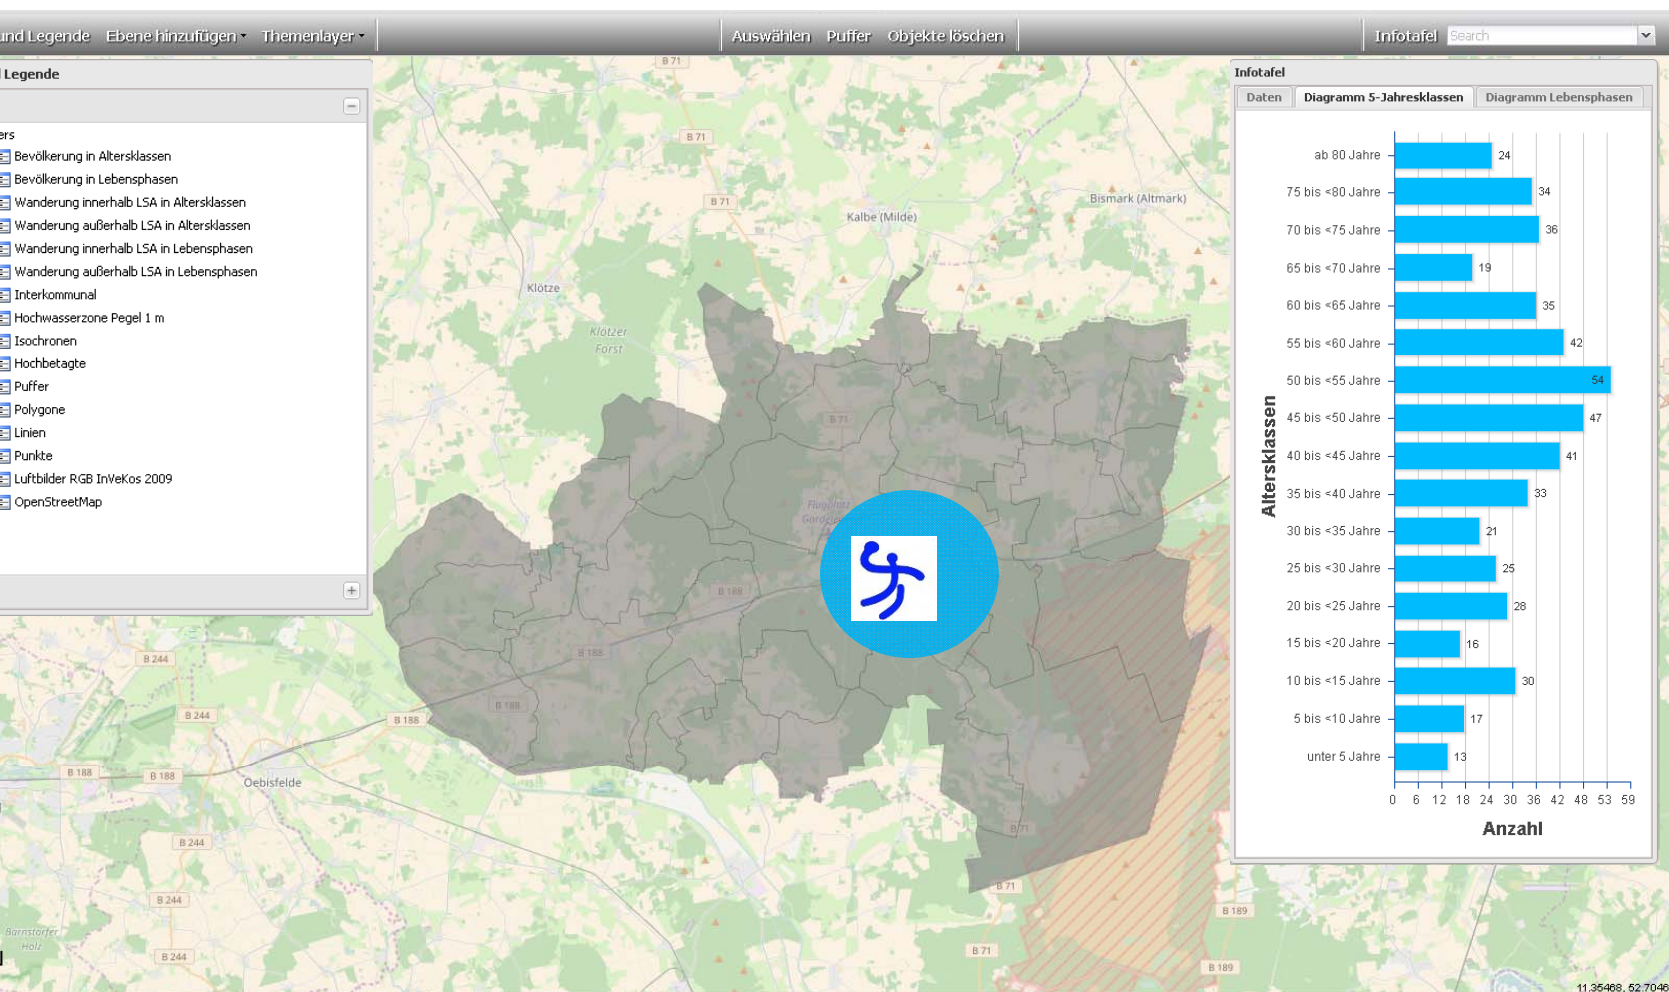 und Legende Ebene hinzufügen Themenlayer Auswählen Puffer Objekte löschen Infotafel Search
Legende
ers
Bevölkerung in Altersklassen
Bevölkerung in Lebensphasen
Wanderung innerhalb LSA in Altersklassen
Wanderung außerhalb LSA in Altersklassen
Wanderung innerhalb LSA in Lebensphasen
Wanderung außerhalb LSA in Lebensphasen
Interkommunal
Hochwasserzone Pegel 1 m
Isochronen
Hochbetagte
Puffer
Polygone
Linien
Punkte
Luftbilder RGB InVeKos 2009
OpenStreetMap
B 71
B 71
B 71
Bismark (Altmark)
Kalbe (Milde)
Klötze
Klötzer
Forst
B 71
Flugplatz
B 188
B 188
B 244
B 188
B 244
B 188
B 188
B 188
Oebisfelde
B 71
B 244
B 71
B 244
B 189
Barnstorfer
Holz
B 244
B 71
B 189
Infotafel
Daten Diagramm 5-Jahresklassen Diagramm Lebensphasen
ab 80 Jahre 24
75 bis <80 Jahre 34
70 bis <75 Jahre 36
65 bis <70 Jahre 19
60 bis <65 Jahre 35
55 bis <60 Jahre 42
50 bis <55 Jahre 54
45 bis <50 Jahre 47
40 bis <45 Jahre 41
35 bis <40 Jahre 33
30 bis <35 Jahre 21
25 bis <30 Jahre 25
20 bis <25 Jahre 28
15 bis <20 Jahre 16
10 bis <15 Jahre 30
5 bis <10 Jahre 17
unter 5 Jahre 13
Altersklassen
0 6 12 18 24 30 36 42 48 53 59
Anzahl
11.35468, 52.7046